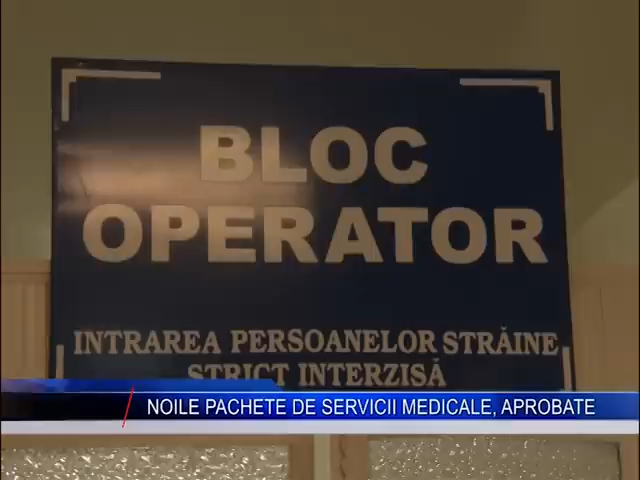 BLOC
OPERATOR
INTRAREA PERSOANELOR STRĂINE
STRICT INTERZISĂ
NOILE PACHETE DE SERVICII MEDICALE, APROBATE